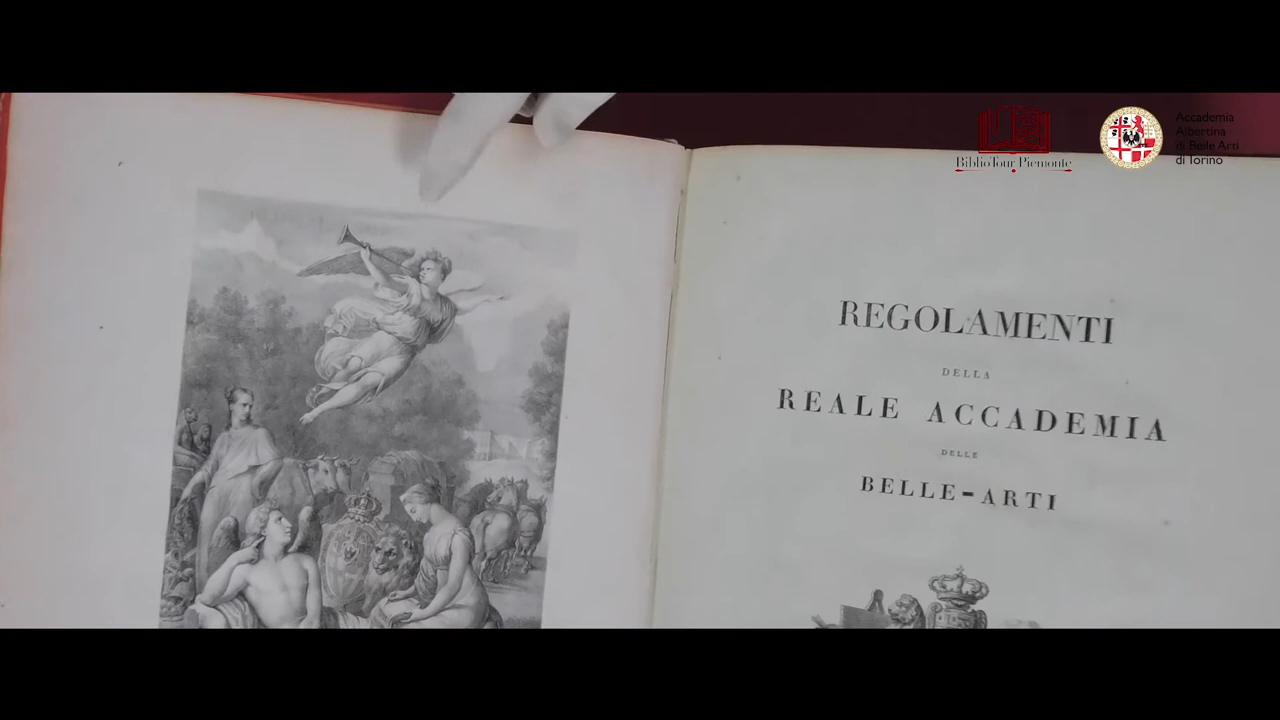 BiblioTour Piemonte
Accademia
Albertina
di Belle Arti
di Torino
REGOLAMENTI
DELLA
REALE ACCADEMIA
DELLE
BELLE-ARTI